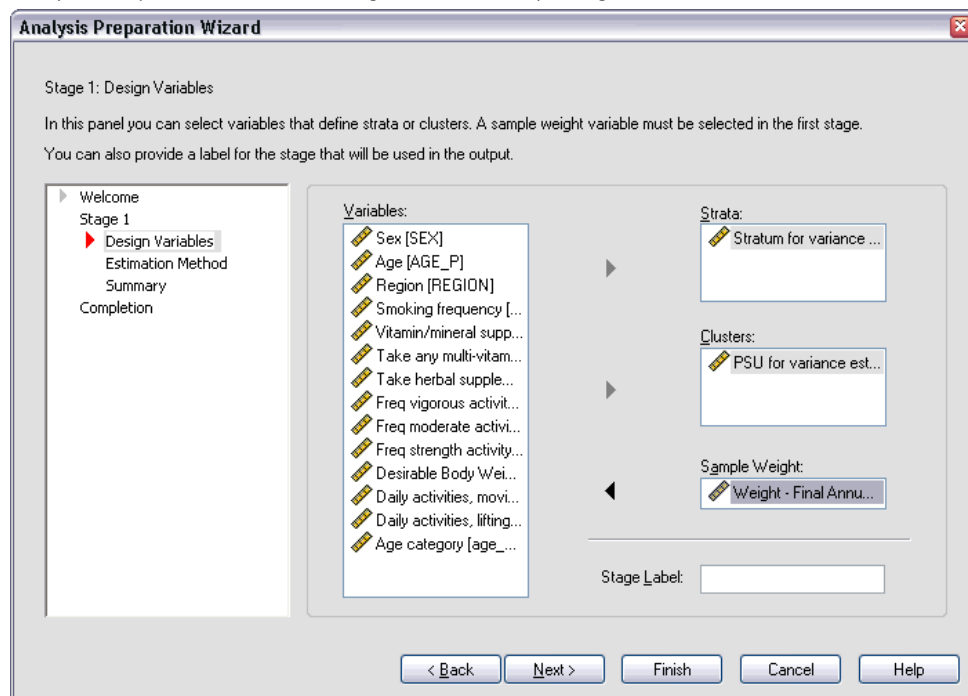 Analysis Preparation Wizard
Stage 1: Design Variables
In this panel you can select variables that define strata or clusters. A sample weight variable must be selected in the first stage.
You can also provide a label for the stage that will be used in the output.
Welcome
Stage 1
Design Variables
Estimation Method
Summary
Completion
Variables:
Sex [SEX]
Age [AGE_P]
Region [REGION]
Smoking frequency [...
Vitamin/mineral supp...
Take any multi-vitam...
Take herbal supple...
Freq vigorous activit...
Freq moderate activi...
Freq strength activity...
Desirable Body Wei...
Daily activities, movi...
Daily activities, lifting...
Age category [age_...
Strata:
Stratum for variance ...
Clusters:
PSU for variance est...
Sample Weight:
Weight - Final Annu...
Stage Label:
< Back
Next >
Finish
Cancel
Help